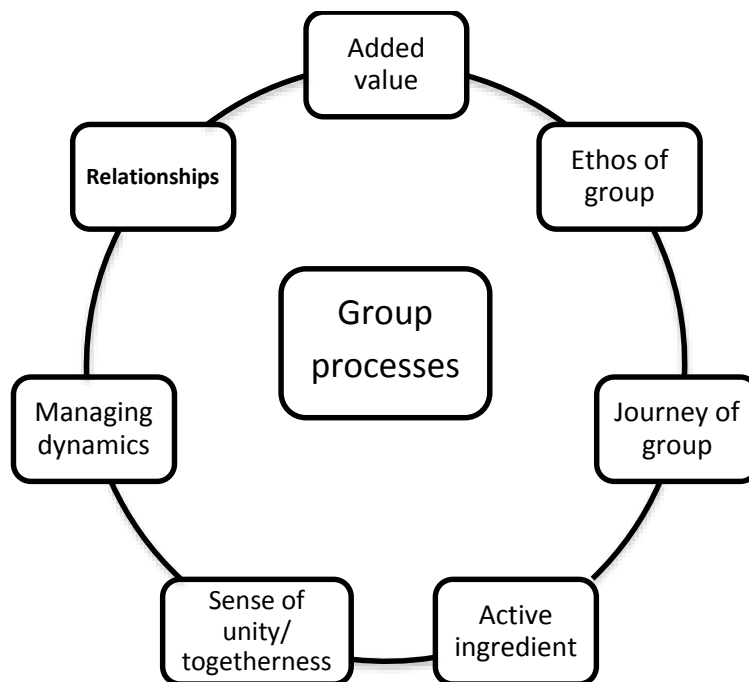 Added
value
Ethos of
group
Journey of
group
Active
ingredient
Sense of
unity/
togetherness
Managing
dynamics
Relationships
Group
processes